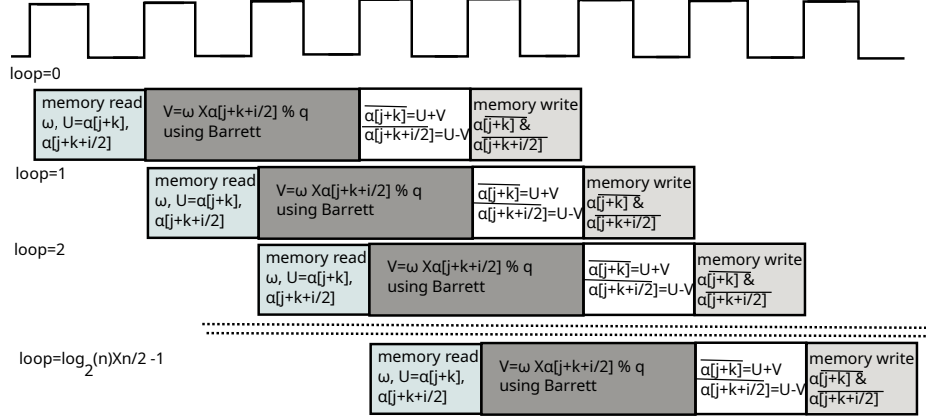 loop=0
memory read
ω, U=α[j+k],
α[j+k+i/2]
V=ω Xα[j+k+i/2] % q
using Barrett
α[j+k]=U+V
α[j+k+i/2]=U-V
memory write
α[j+k] &
α[j+k+i/2]
loop=1
memory read
ω, U=α[j+k],
α[j+k+i/2]
V=ω Xα[j+k+i/2] % q
using Barrett
α[j+k]=U+V
α[j+k+i/2]=U-V
memory write
α[j+k] &
α[j+k+i/2]
loop=2
memory read
ω, U=α[j+k],
α[j+k+i/2]
V=ω Xα[j+k+i/2] % q
using Barrett
α[j+k]=U+V
α[j+k+i/2]=U-V
memory write
α[j+k] &
α[j+k+i/2]
loop=log2(n)Xn/2 -1
memory read
ω, U=α[j+k],
α[j+k+i/2]
V=ω Xα[j+k+i/2] % q
using Barrett
α[j+k]=U+V
α[j+k+i/2]=U-V
memory write
α[j+k] &
α[j+k+i/2]